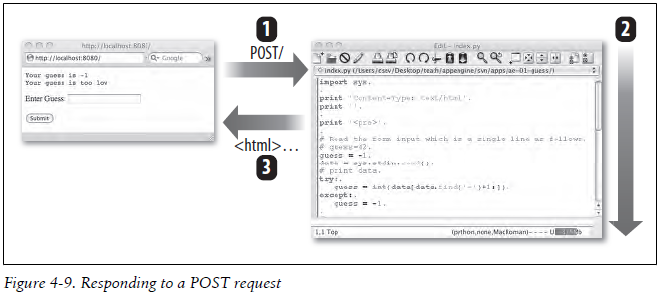 http://localhost:8080/
http://localhost:8080/
Google
Your guess is -1
Your guess is too low
Enter Guess:
Submit
1
POST/
<html>...
3
Edit - index.py
index.py (/Users/csev/Desktop/teach/appengine/svn/apps/ae-01-guess/)
import sys.
print 'Content-Type: text/html'.
print ''.
print '<pre>'.
# Read the form input which is a single line as follows.
# guess=42.
guess = -1.
data = sys.stdin.read().
# print data.
try:.
guess = int(data[data.find('=')+1:]).
except:.
guess = -1.
1,1 Top
(python,none,MacRoman)- - - - U
2
Figure 4-9. Responding to a POST request